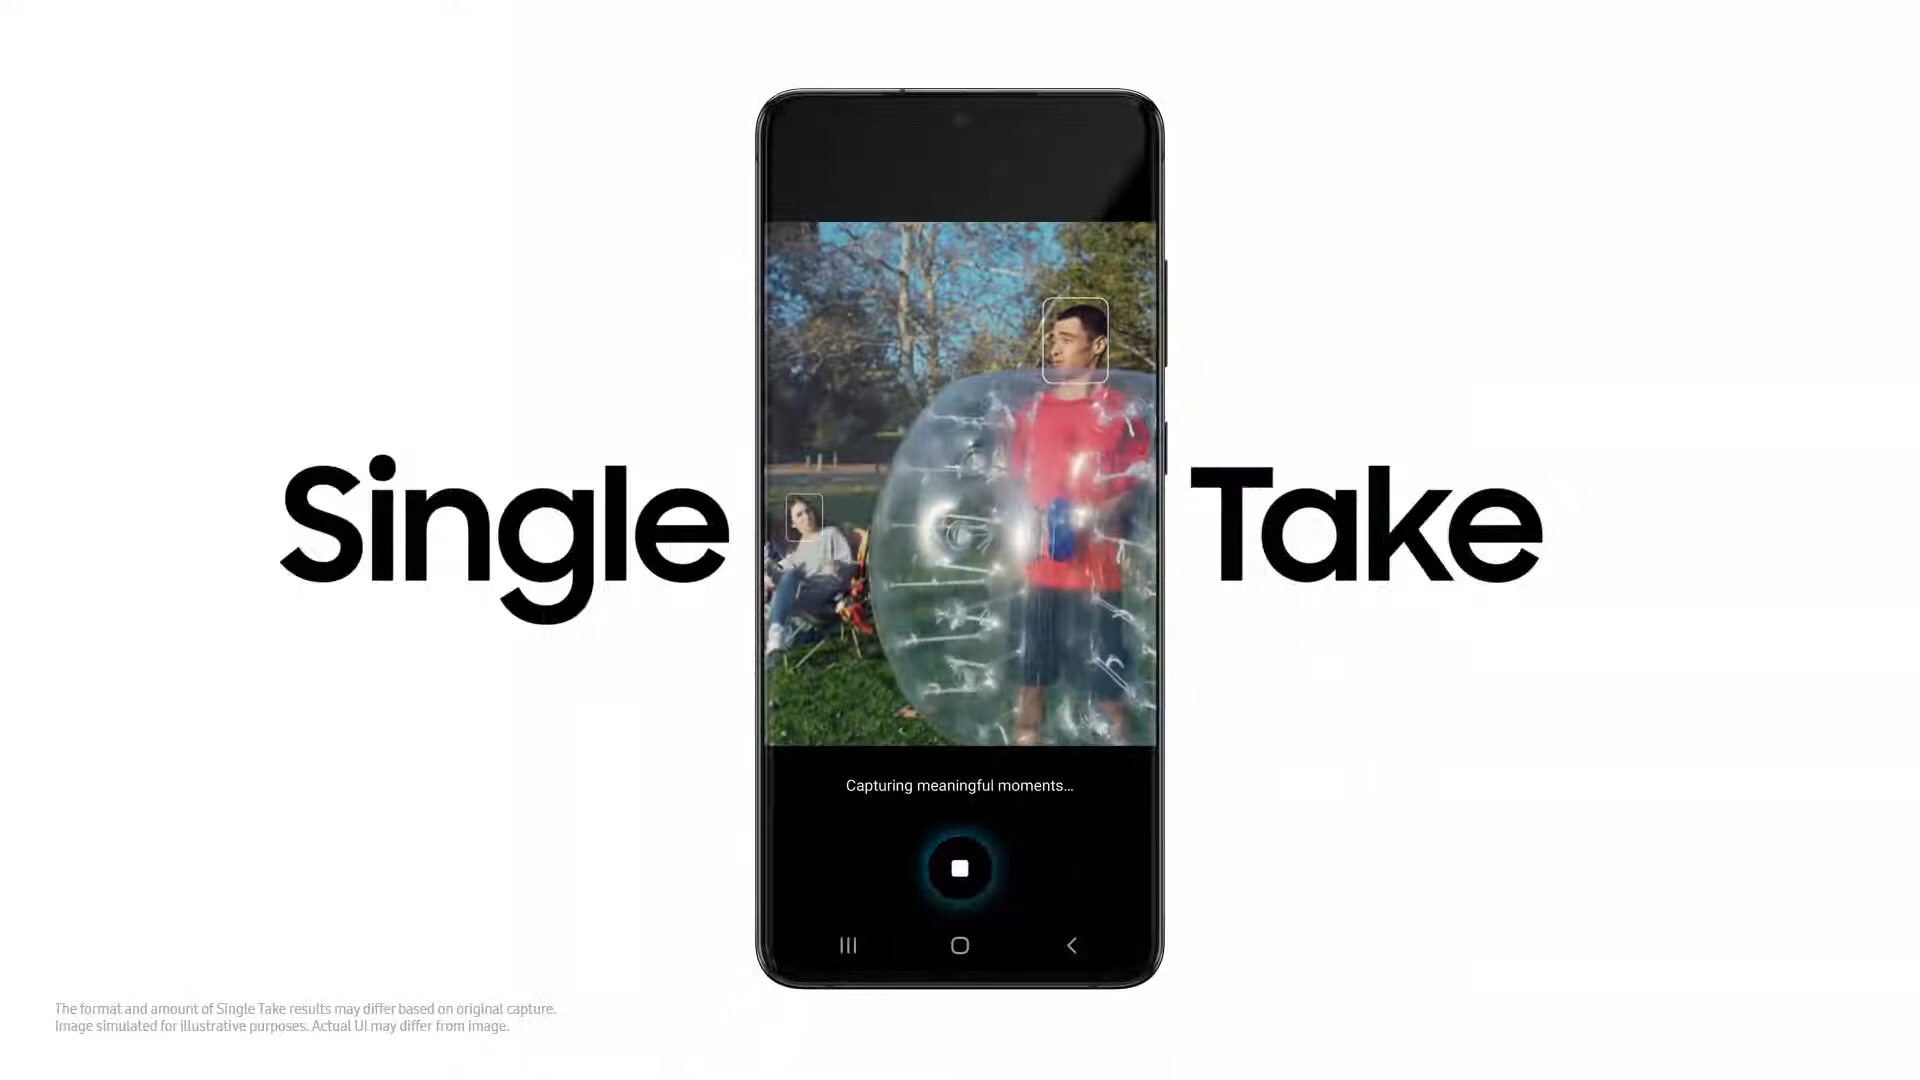 Single Take
Capturing meaningful moments...
The format and amount of Single Take results may differ based on original capture.
Image simulated for illustrative purposes. Actual UI may differ from image.